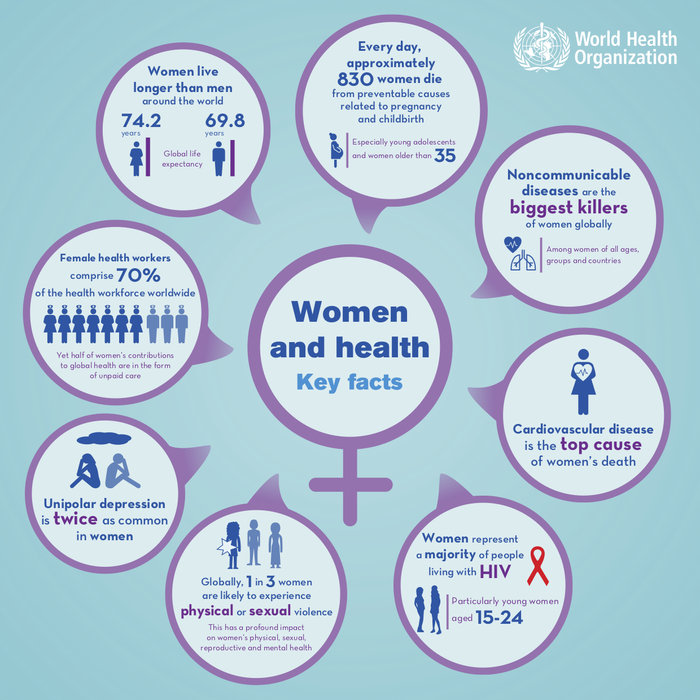 World Health
Organization
Women live
longer than men
around the world
74.2
years
69.8
years
Global life
expectancy
Every day,
approximately
830 women die
from preventable causes
related to pregnancy
and childbirth
Especially young adolescents
and women older than 35
Noncommunicable
diseases are the
biggest killers
of women globally
Among women of all ages,
groups and countries
Female health workers
comprise 70%
of the health workforce worldwide
Yet half of women's contributions
to global health are in the form
of unpaid care
Women
and health
Key facts
Cardiovascular disease
is the top cause
of women's death
Unipolar depression
is twice as common
in women
Globally, 1 in 3 women
are likely to experience
physical or sexual violence
This has a profound impact
on women's physical, sexual,
reproductive and mental health
Women represent
a majority of people
living with HIV
Particularly young women
aged 15-24